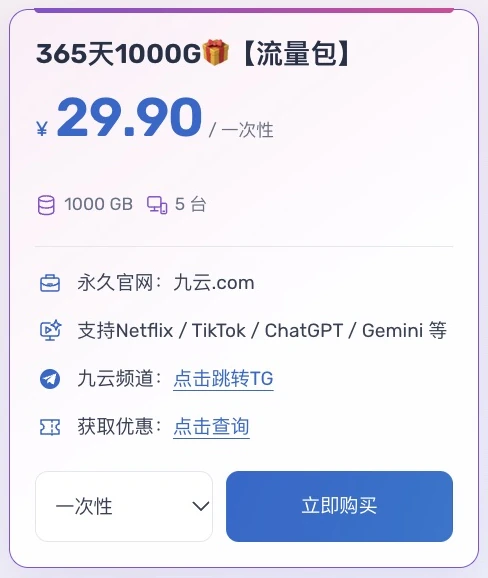 365天1000G🎁【流量包】
¥ 29.90 / 一次性
1000 GB 5 台
永久官网：九云.com
支持Netflix / TikTok / ChatGPT / Gemini 等
九云频道：点击跳转TG
获取优惠：点击查询
一次性 立即购买